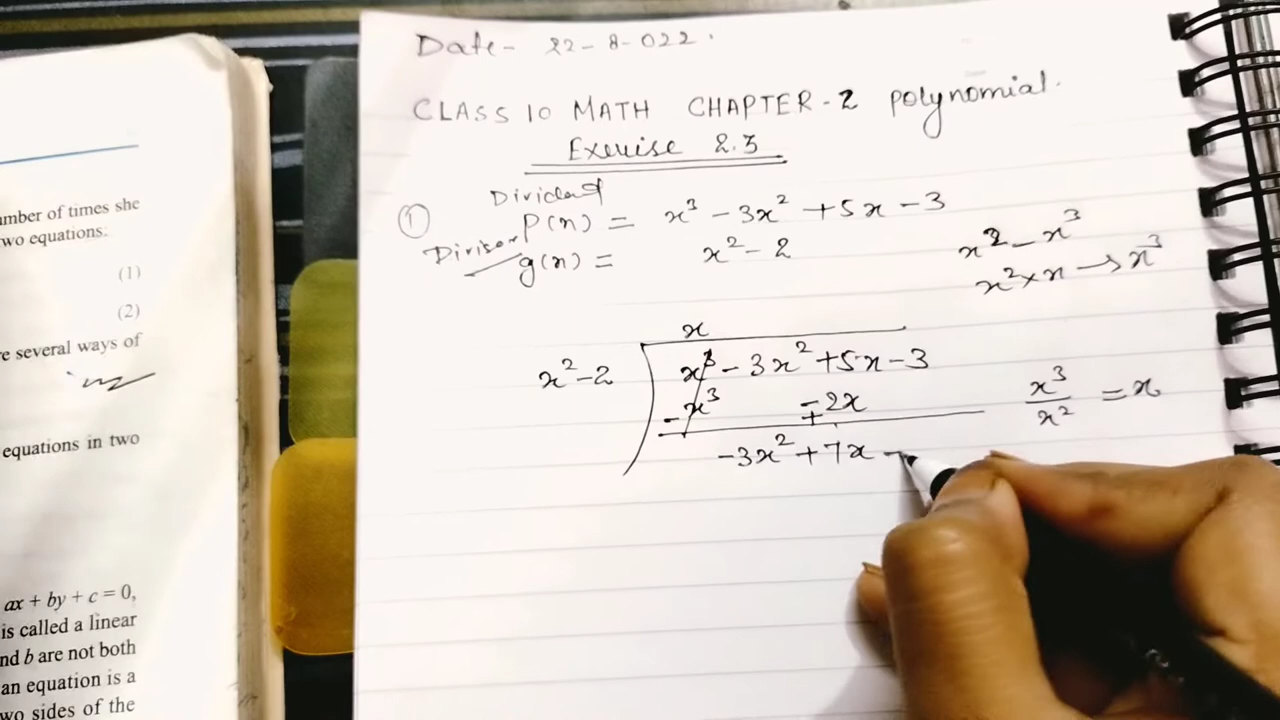 umber of times she
wo equations.
(1)
(2)
e several ways of
equations in two
ax + by + c = 0,
is called a linear
nd b are not both
an equation is a
wo sides of the
Date- 22-8-022.
CLASS 10 MATH CHAPTER-2 polynomial.
Exercise 2.3
Dividend
① P(x) = x³ - 3x² + 5x - 3
Divisor g(x) = x² - 2
x² - x³
x² × x → x³
x
x² - 2 x³ - 3x² + 5x - 3
- x³ - 2x
+
x³/x² = x
-3x² + 7x -